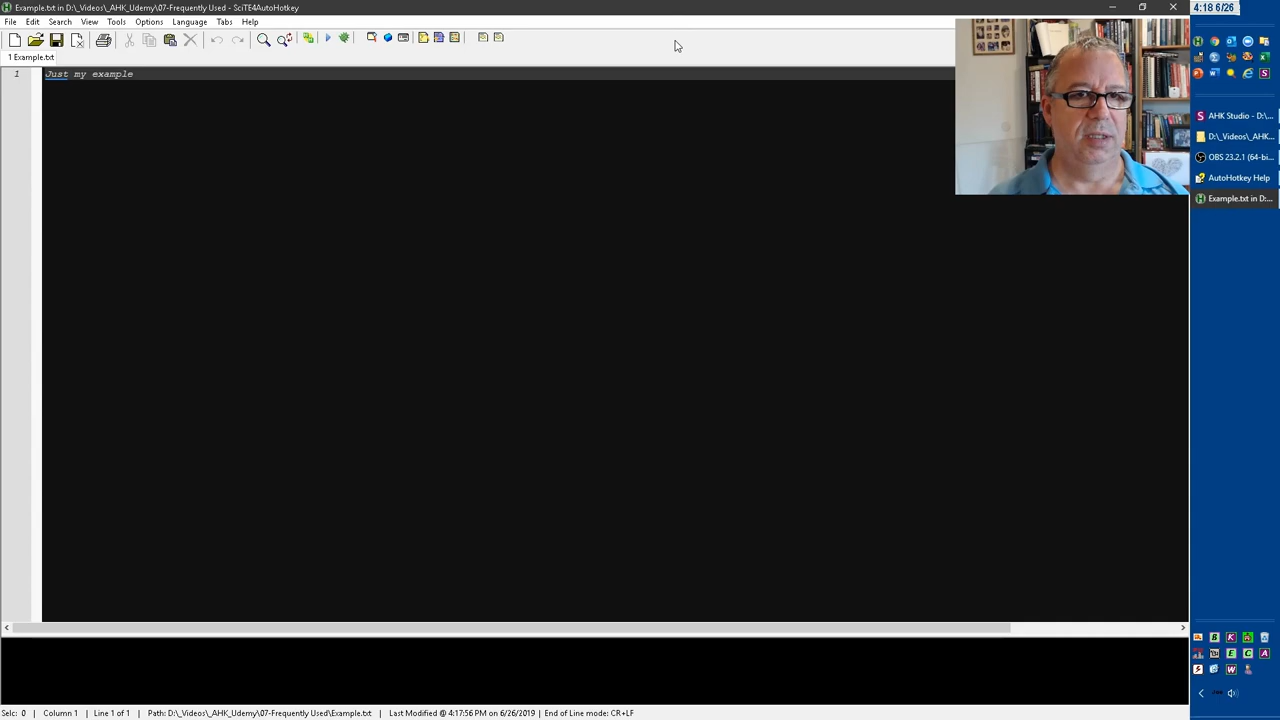 Example.txt in D:\_Videos\_AHK_Udemy\07-Frequently Used - SciTE4AutoHotkey
File Edit Search View Tools Options Language Tabs Help
1 Example.txt
1 Just my example
4:18 6/26
AHK Studio - D:\...
D:\_Videos\_AHK...
OBS 23.2.1 (64-bi...
AutoHotkey Help
Example.txt in D:...
Selc: 0 | Column 1 | Line 1 of 1 | Path: D:\_Videos\_AHK_Udemy\07-Frequently Used\Example.txt | Last Modified @ 4:17:56 PM on 6/26/2019 | End of Line mode: CR+LF